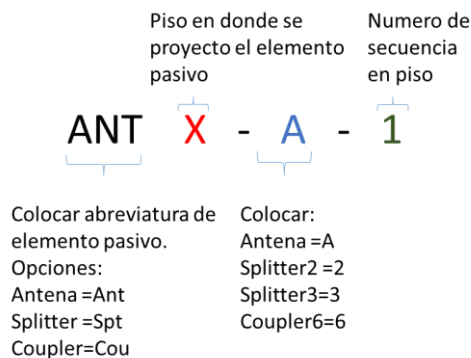 Piso en donde se
proyecto el elemento
pasivo
Numero de
secuencia
en piso
ANT X - A - 1
Colocar abreviatura de
elemento pasivo.
Opciones:
Antena =Ant
Splitter =Spt
Coupler=Cou
Colocar:
Antena =A
Splitter2 =2
Splitter3=3
Coupler6=6